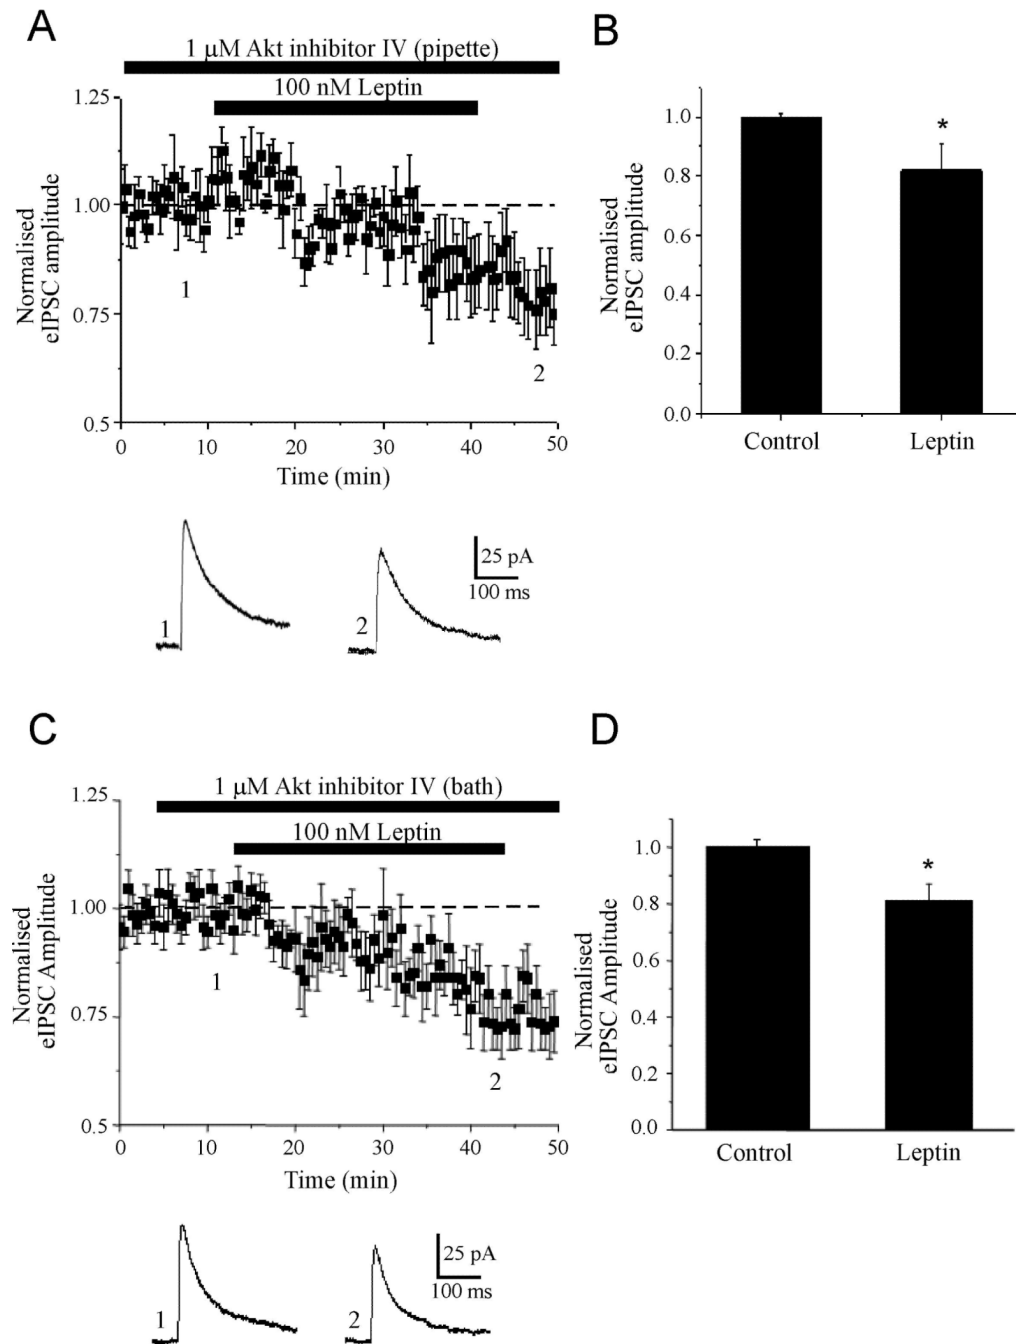 A
1 μM Akt inhibitor IV (pipette)
100 nM Leptin
1.25
1.00
0.75
0.5
Normalised
eIPSC amplitude
1
2
0
10
20
30
40
50
Time (min)
1
2
25 pA
100 ms
B
1.0
0.8
0.6
0.4
0.2
0.0
Normalised
eIPSC amplitude
*
Control
Leptin
C
1 μM Akt inhibitor IV (bath)
100 nM Leptin
1.25
1.00
0.75
0.5
Normalised
eIPSC Amplitude
1
2
0
10
20
30
40
50
Time (min)
1
2
25 pA
100 ms
D
1.0
0.8
0.6
0.4
0.2
0.0
Normalised
eIPSC Amplitude
*
Control
Leptin